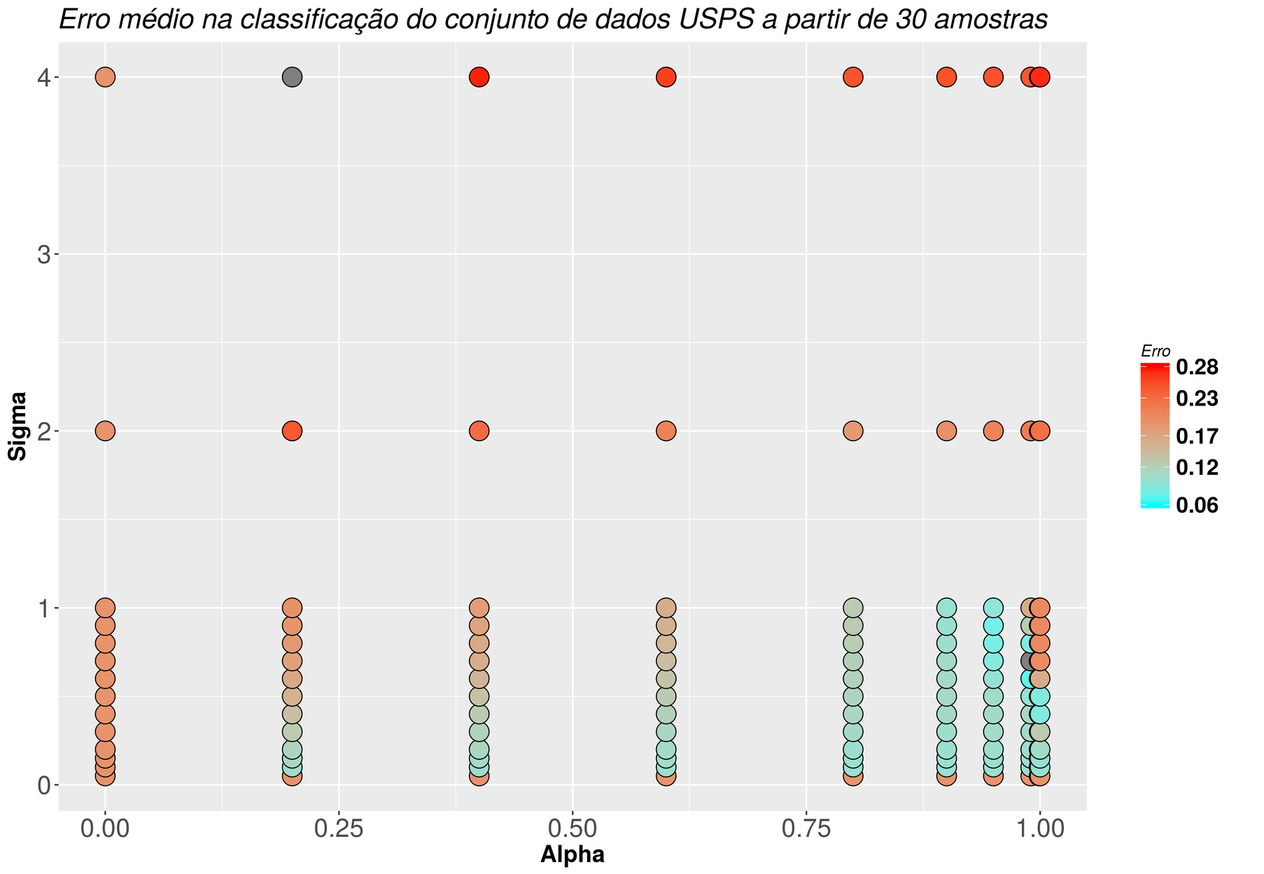 Erro médio na classificação do conjunto de dados USPS a partir de 30 amostras
4
3
2
1
0
Sigma
0.00 0.25 0.50 0.75 1.00
Alpha
Erro
0.28
0.23
0.17
0.12
0.06